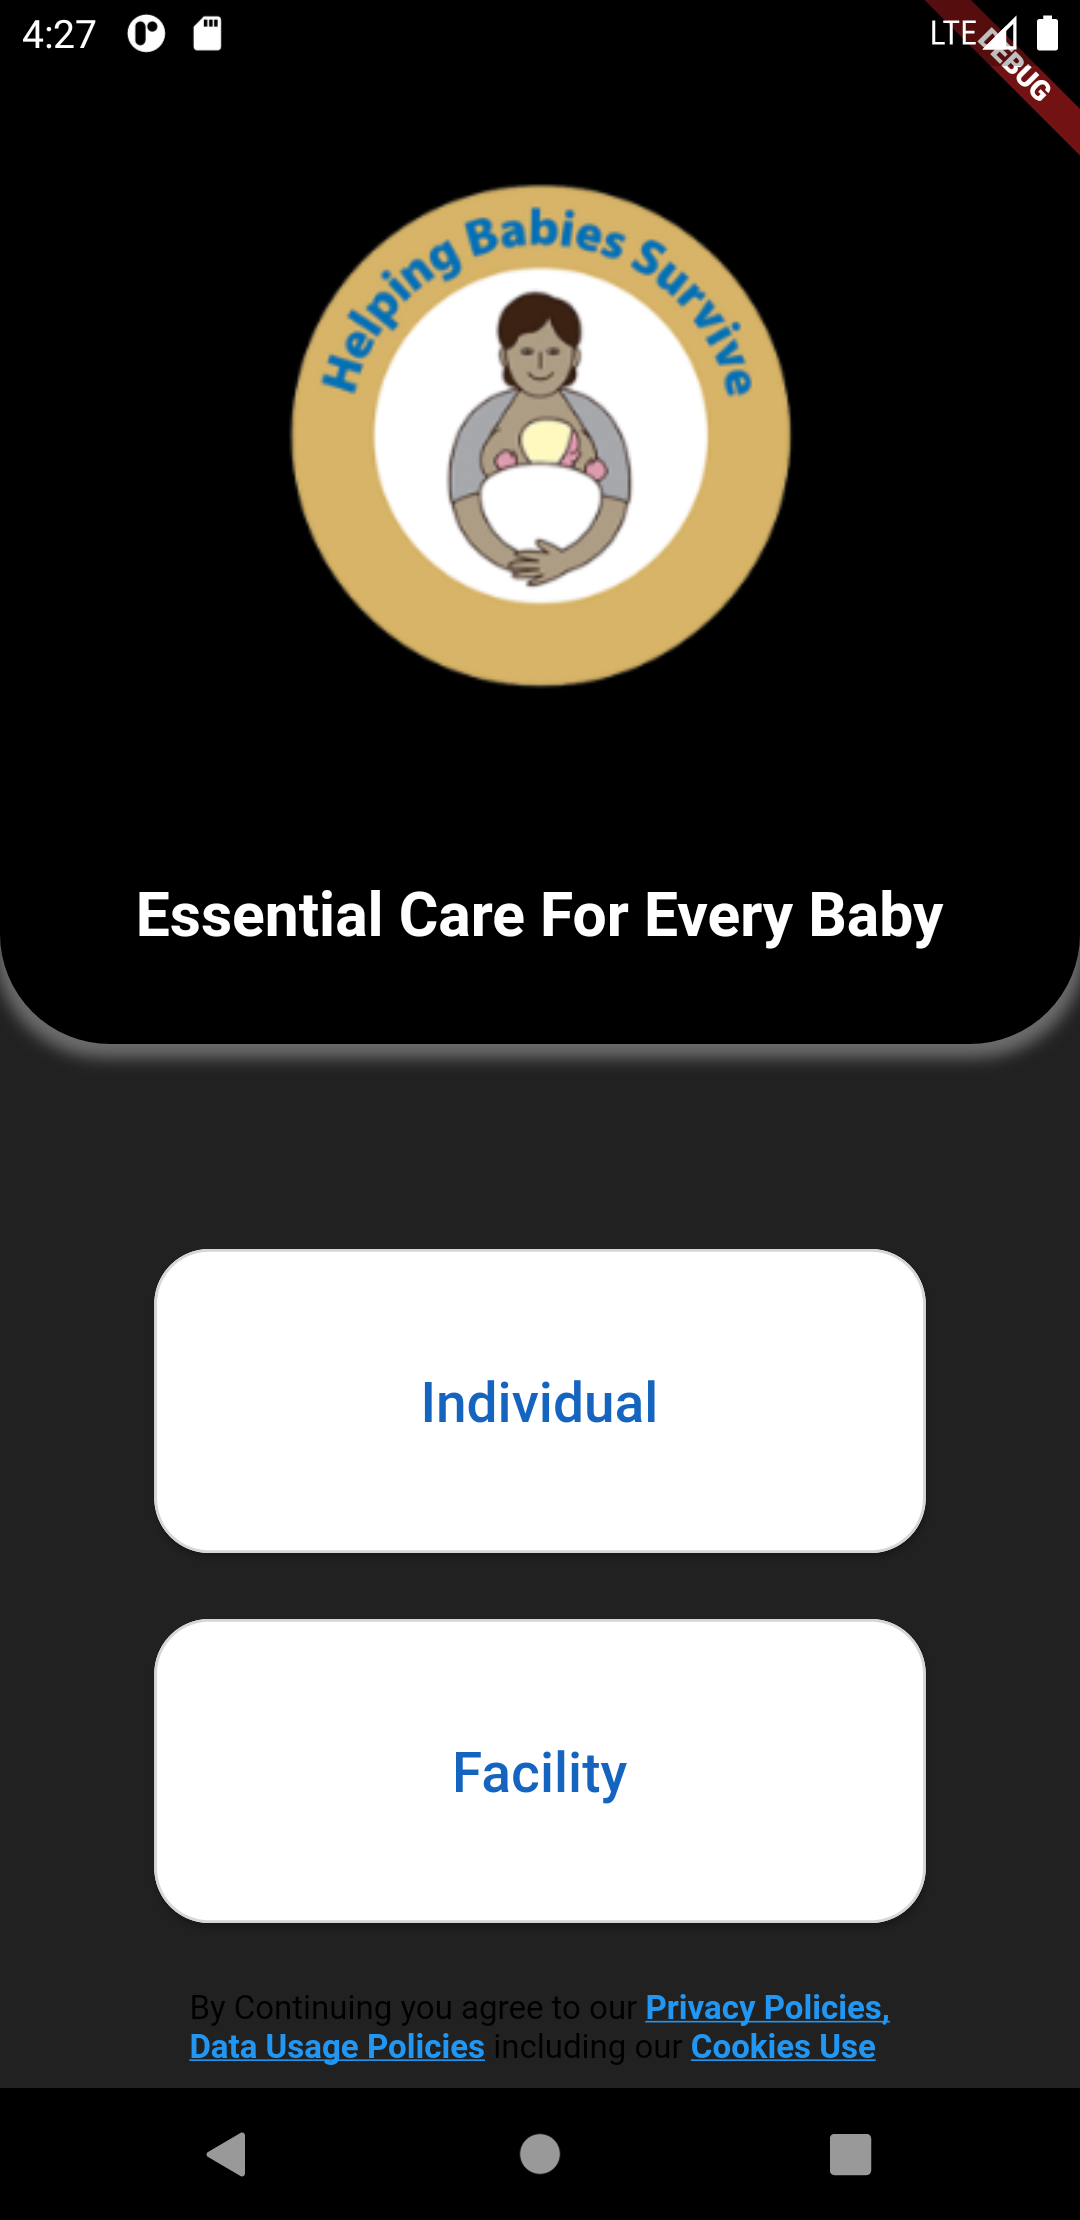 4:27
LTE
DEBUG
Helping Babies Survive
Essential Care For Every Baby
Individual
Facility
By Continuing you agree to our Privacy Policies,
Data Usage Policies including our Cookies Use